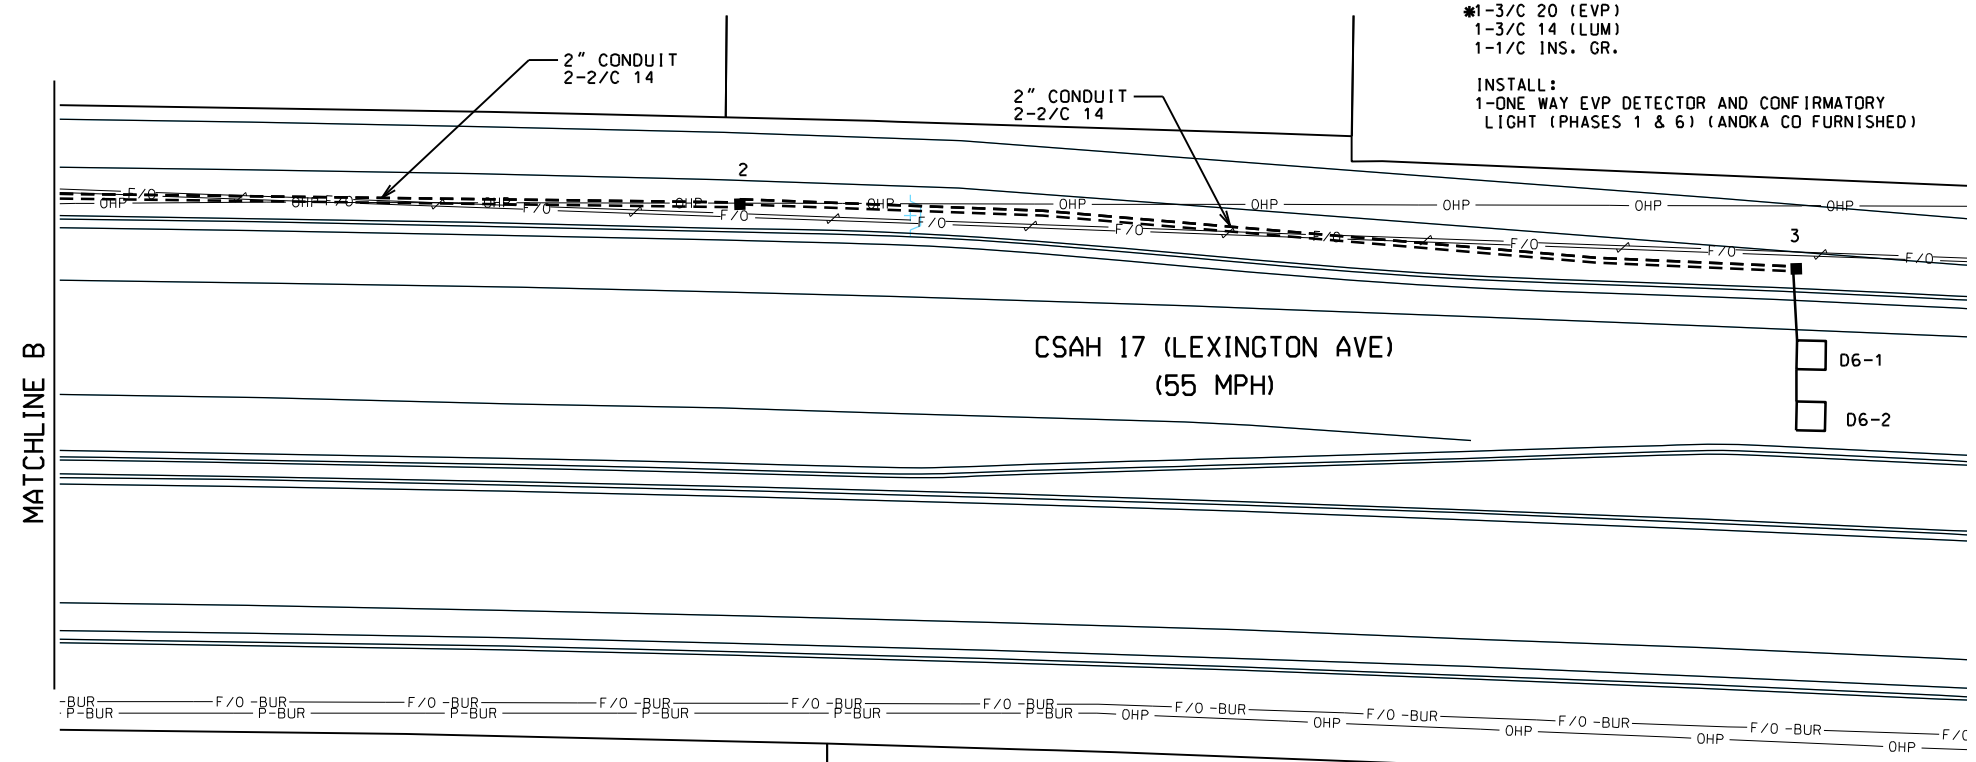 *1-3/C 20 (EVP)
1-3/C 14 (LUM)
1-1/C INS. GR.
INSTALL:
1-ONE WAY EVP DETECTOR AND CONFIRMATORY
LIGHT (PHASES 1 & 6) (ANOKA CO FURNISHED)
2" CONDUIT
2-2/C 14
2" CONDUIT
2-2/C 14
2
3
F/O F/O F/O F/O F/O F/O F/O F/O F/O F/O
OHP OHP OHP OHP OHP OHP OHP OHP OHP OHP
CSAH 17 (LEXINGTON AVE)
(55 MPH)
D6-1
D6-2
MATCHLINE B
-BUR F/O -BUR F/O -BUR F/O -BUR F/O -BUR F/O -BUR F/O -BUR F/O -BUR F/O -BUR F/O -BUR F/O
P-BUR P-BUR P-BUR P-BUR P-BUR P-BUR OHP OHP OHP OHP OHP